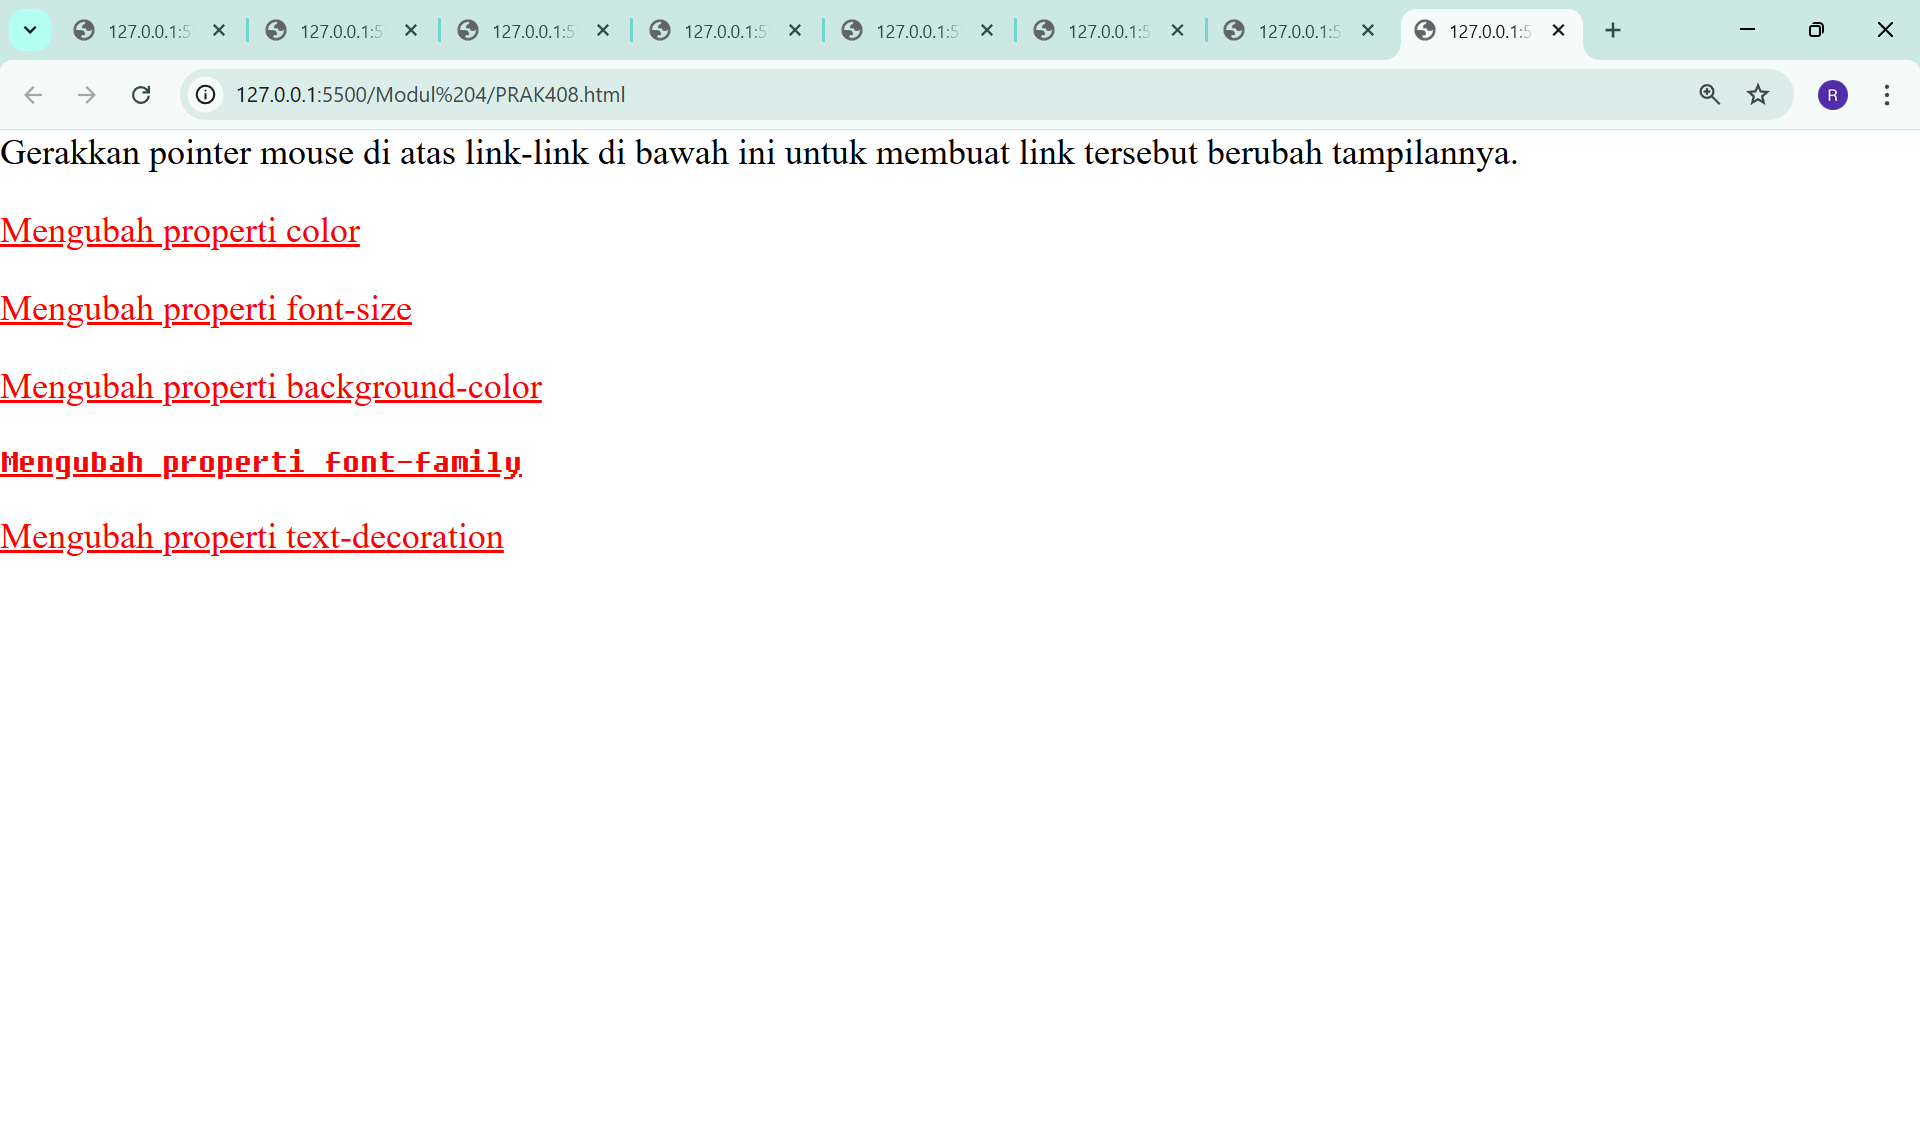 127.0.0.1:5 127.0.0.1:5 127.0.0.1:5 127.0.0.1:5 127.0.0.1:5 127.0.0.1:5 127.0.0.1:5 127.0.0.1:5
127.0.0.1:5500/Modul%204/PRAK408.html R
Gerakkan pointer mouse di atas link-link di bawah ini untuk membuat link tersebut berubah tampilannya.
Mengubah properti color
Mengubah properti font-size
Mengubah properti background-color
Mengubah properti font-family
Mengubah properti text-decoration